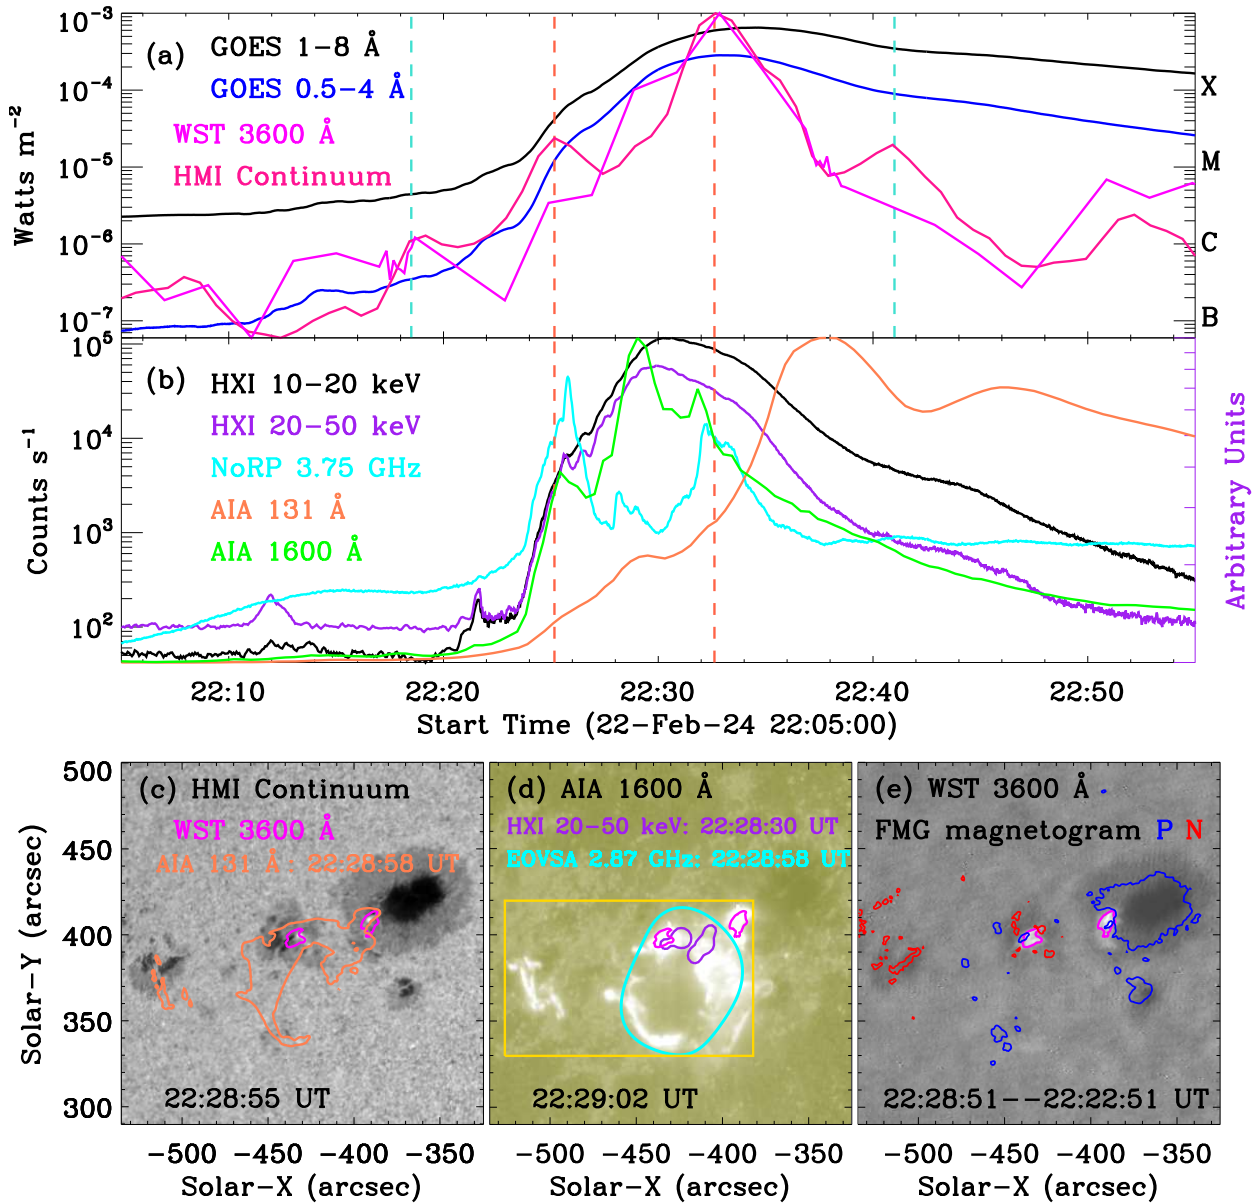 10⁻³
(a)
GOES 1−8 Å
GOES 0.5−4 Å
WST 3600 Å
HMI Continuum
10⁻⁴
10⁻⁵
10⁻⁶
10⁻⁷
Watts m⁻²
X
M
C
B
10⁵
(b)
HXI 10−20 keV
HXI 20−50 keV
NoRP 3.75 GHz
AIA 131 Å
AIA 1600 Å
10⁴
10³
10²
Counts s⁻¹
Arbitrary Units
22:10 22:20 22:30 22:40 22:50
Start Time (22−Feb−24 22:05:00)
500
450
400
350
300
Solar−Y (arcsec)
(c) HMI Continuum
WST 3600 Å
AIA 131 Å: 22:28:58 UT
22:28:55 UT
−500 −450 −400 −350
Solar−X (arcsec)
(d) AIA 1600 Å
HXI 20−50 keV: 22:28:30 UT
EOVSA 2.87 GHz: 22:28:58 UT
22:29:02 UT
−500 −450 −400 −350
Solar−X (arcsec)
(e) WST 3600 Å
FMG magnetogram P N
22:28:51−−22:22:51 UT
−500 −450 −400 −350
Solar−X (arcsec)